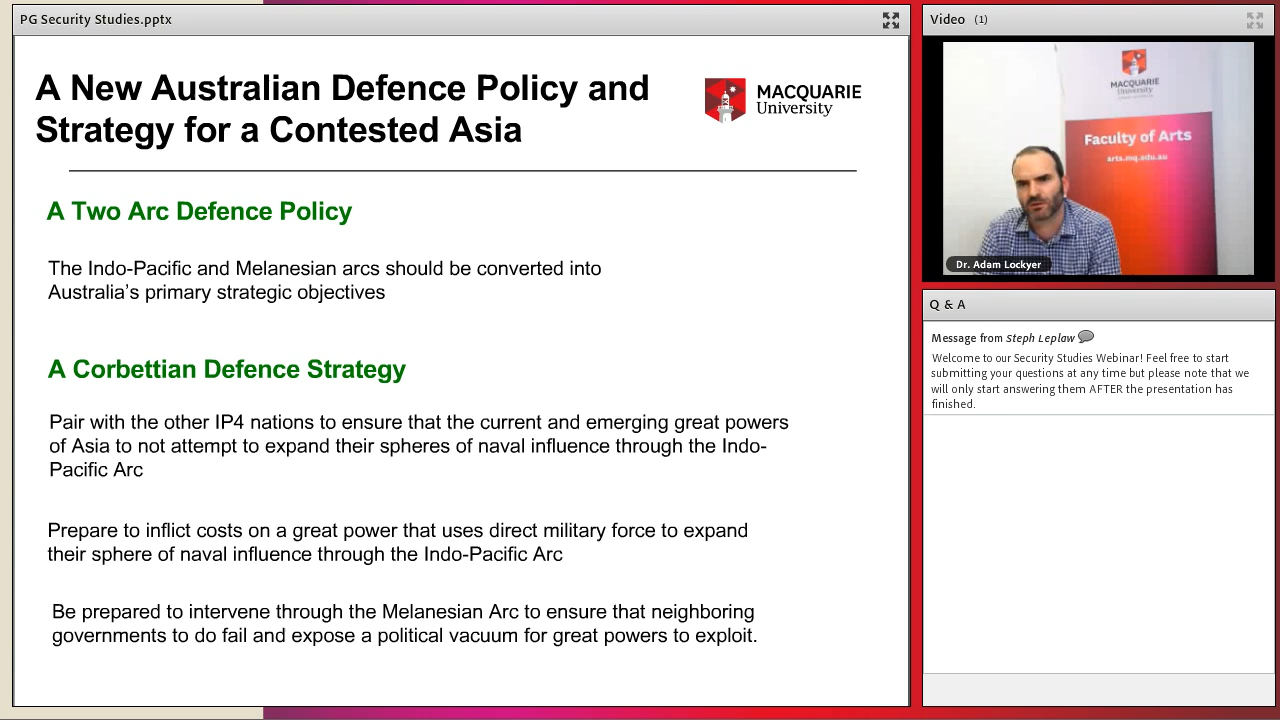 PG Security Studies.pptx
A New Australian Defence Policy and
Strategy for a Contested Asia
MACQUARIE
University
A Two Arc Defence Policy
The Indo-Pacific and Melanesian arcs should be converted into
Australia's primary strategic objectives
A Corbettian Defence Strategy
Pair with the other IP4 nations to ensure that the current and emerging great powers
of Asia to not attempt to expand their spheres of naval influence through the Indo-
Pacific Arc
Prepare to inflict costs on a great power that uses direct military force to expand
their sphere of naval influence through the Indo-Pacific Arc
Be prepared to intervene through the Melanesian Arc to ensure that neighboring
governments to do fail and expose a political vacuum for great powers to exploit.
Video (1)
MACQUARIE
University
Faculty of Arts
arts.mq.edu.au
Dr. Adam Lockyer
Q & A
Message from Steph Leplaw
Welcome to our Security Studies Webinar! Feel free to start
submitting your questions at any time but please note that we
will only start answering them AFTER the presentation has
finished.